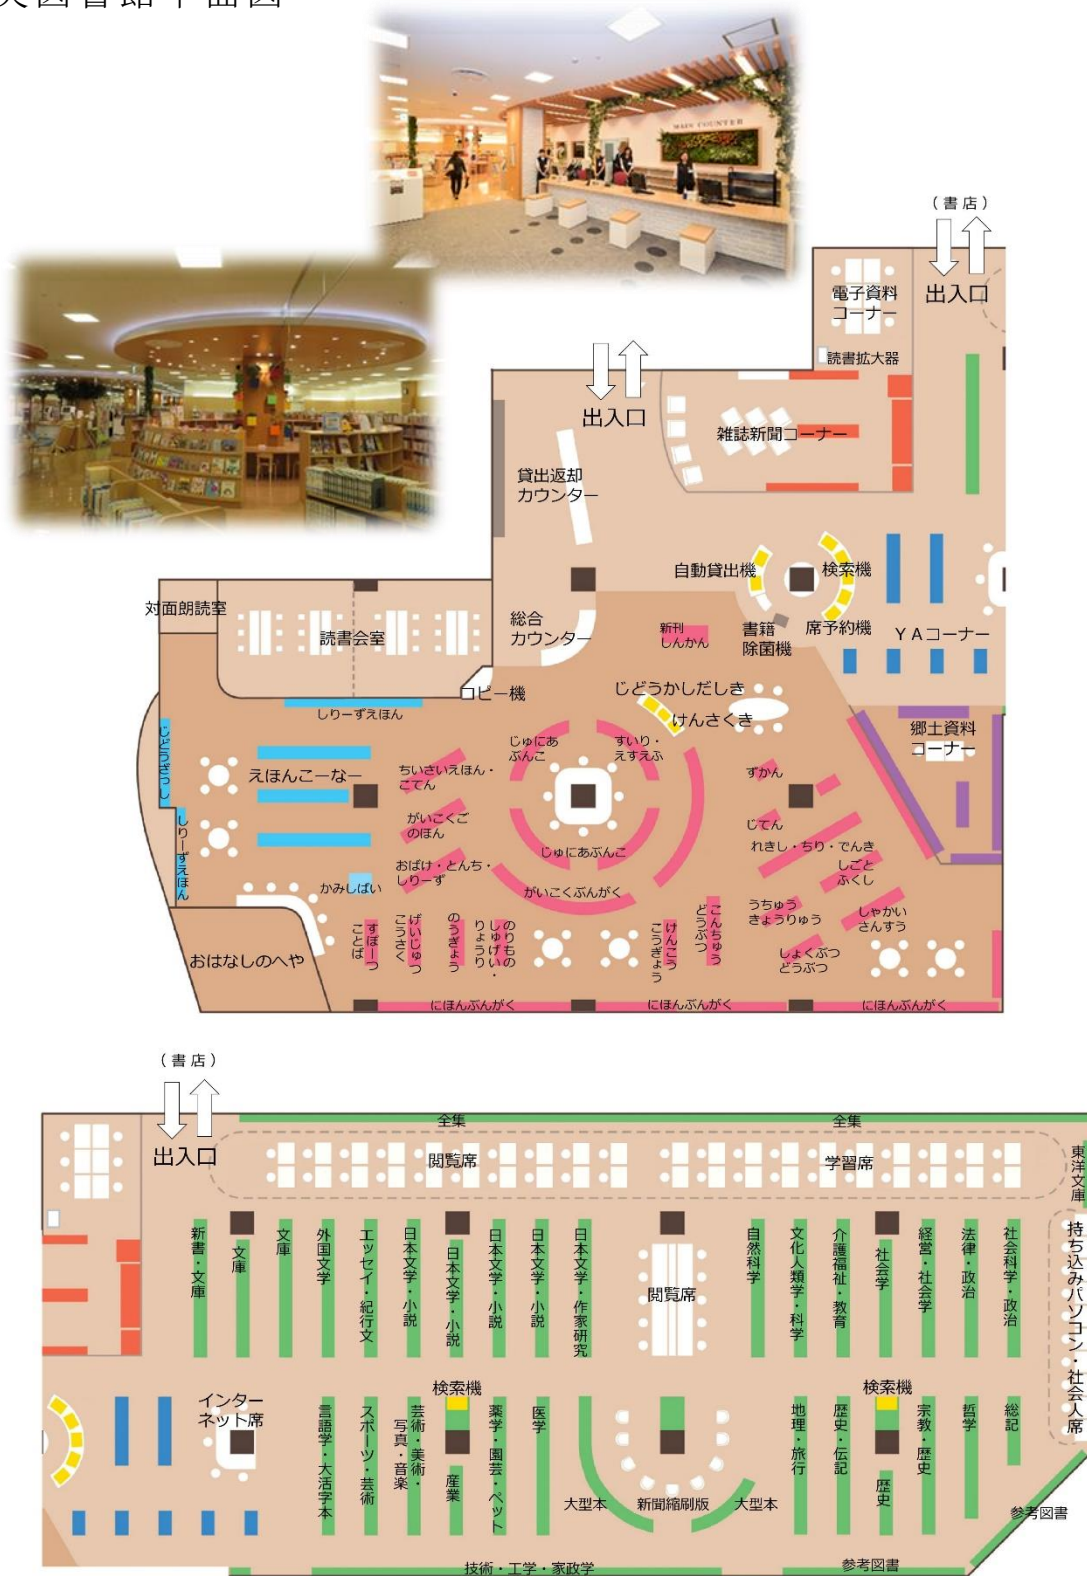 央図書館平面図
MAIN COUNTER
(書店)
出入口
電子資料
コーナー
読書拡大器
出入口
雑誌新聞コーナー
貸出返却
カウンター
自動貸出機
検索機
対面朗読室
読書会室
総合
カウンター
新刊
しんかん
書籍
除菌機
席予約機
YAコーナー
コピー機
じどうかしだしき
けんさくき
しりーずえほん
じどうざっし
えほんこーなー
ちいさいえほん・
こてん
じゅにあ
ぶんこ
すいり・
えすえふ
郷土資料
コーナー
ずかん
がいこくご
のほん
じてん
しりーずえほん
じゅにあぶんこ
れきし・ちり・でんき
おばけ・とんち・
しりーず
しごと
ふくし
かみしばい
がいこくぶんがく
うちゅう
きょうりゅう
しゃかい
さんすう
すぽーつ
ことば
げいじゅつ
こうさく
のうぎょう
のりもの
しゅげい・
りょうり
けんこう
こうぎょう
こんちゅう
どうぶつ
しょくぶつ
どうぶつ
おはなしのへや
にほんぶんがく
にほんぶんがく
にほんぶんがく
(書店)
出入口
全集
全集
閲覧席
学習席
東洋文庫
新書・文庫
文庫
文庫
外国文学
エッセイ・紀行文
日本文学・小説
日本文学・小説
日本文学・小説
日本文学・小説
日本文学・作家研究
閲覧席
自然科学
文化人類学・科学
介護福祉・教育
社会学
経営・社会学
法律・政治
社会科学・政治
持ち込みパソコン・社会人席
インター
ネット席
検索機
検索機
言語学・大活字本
スポーツ・芸術
芸術・美術・
写真・音楽
産業
薬学・園芸・ペット
医学
大型本
新聞縮刷版
大型本
地理・旅行
歴史・伝記
歴史
宗教・歴史
哲学
総記
参考図書
技術・工学・家政学
参考図書